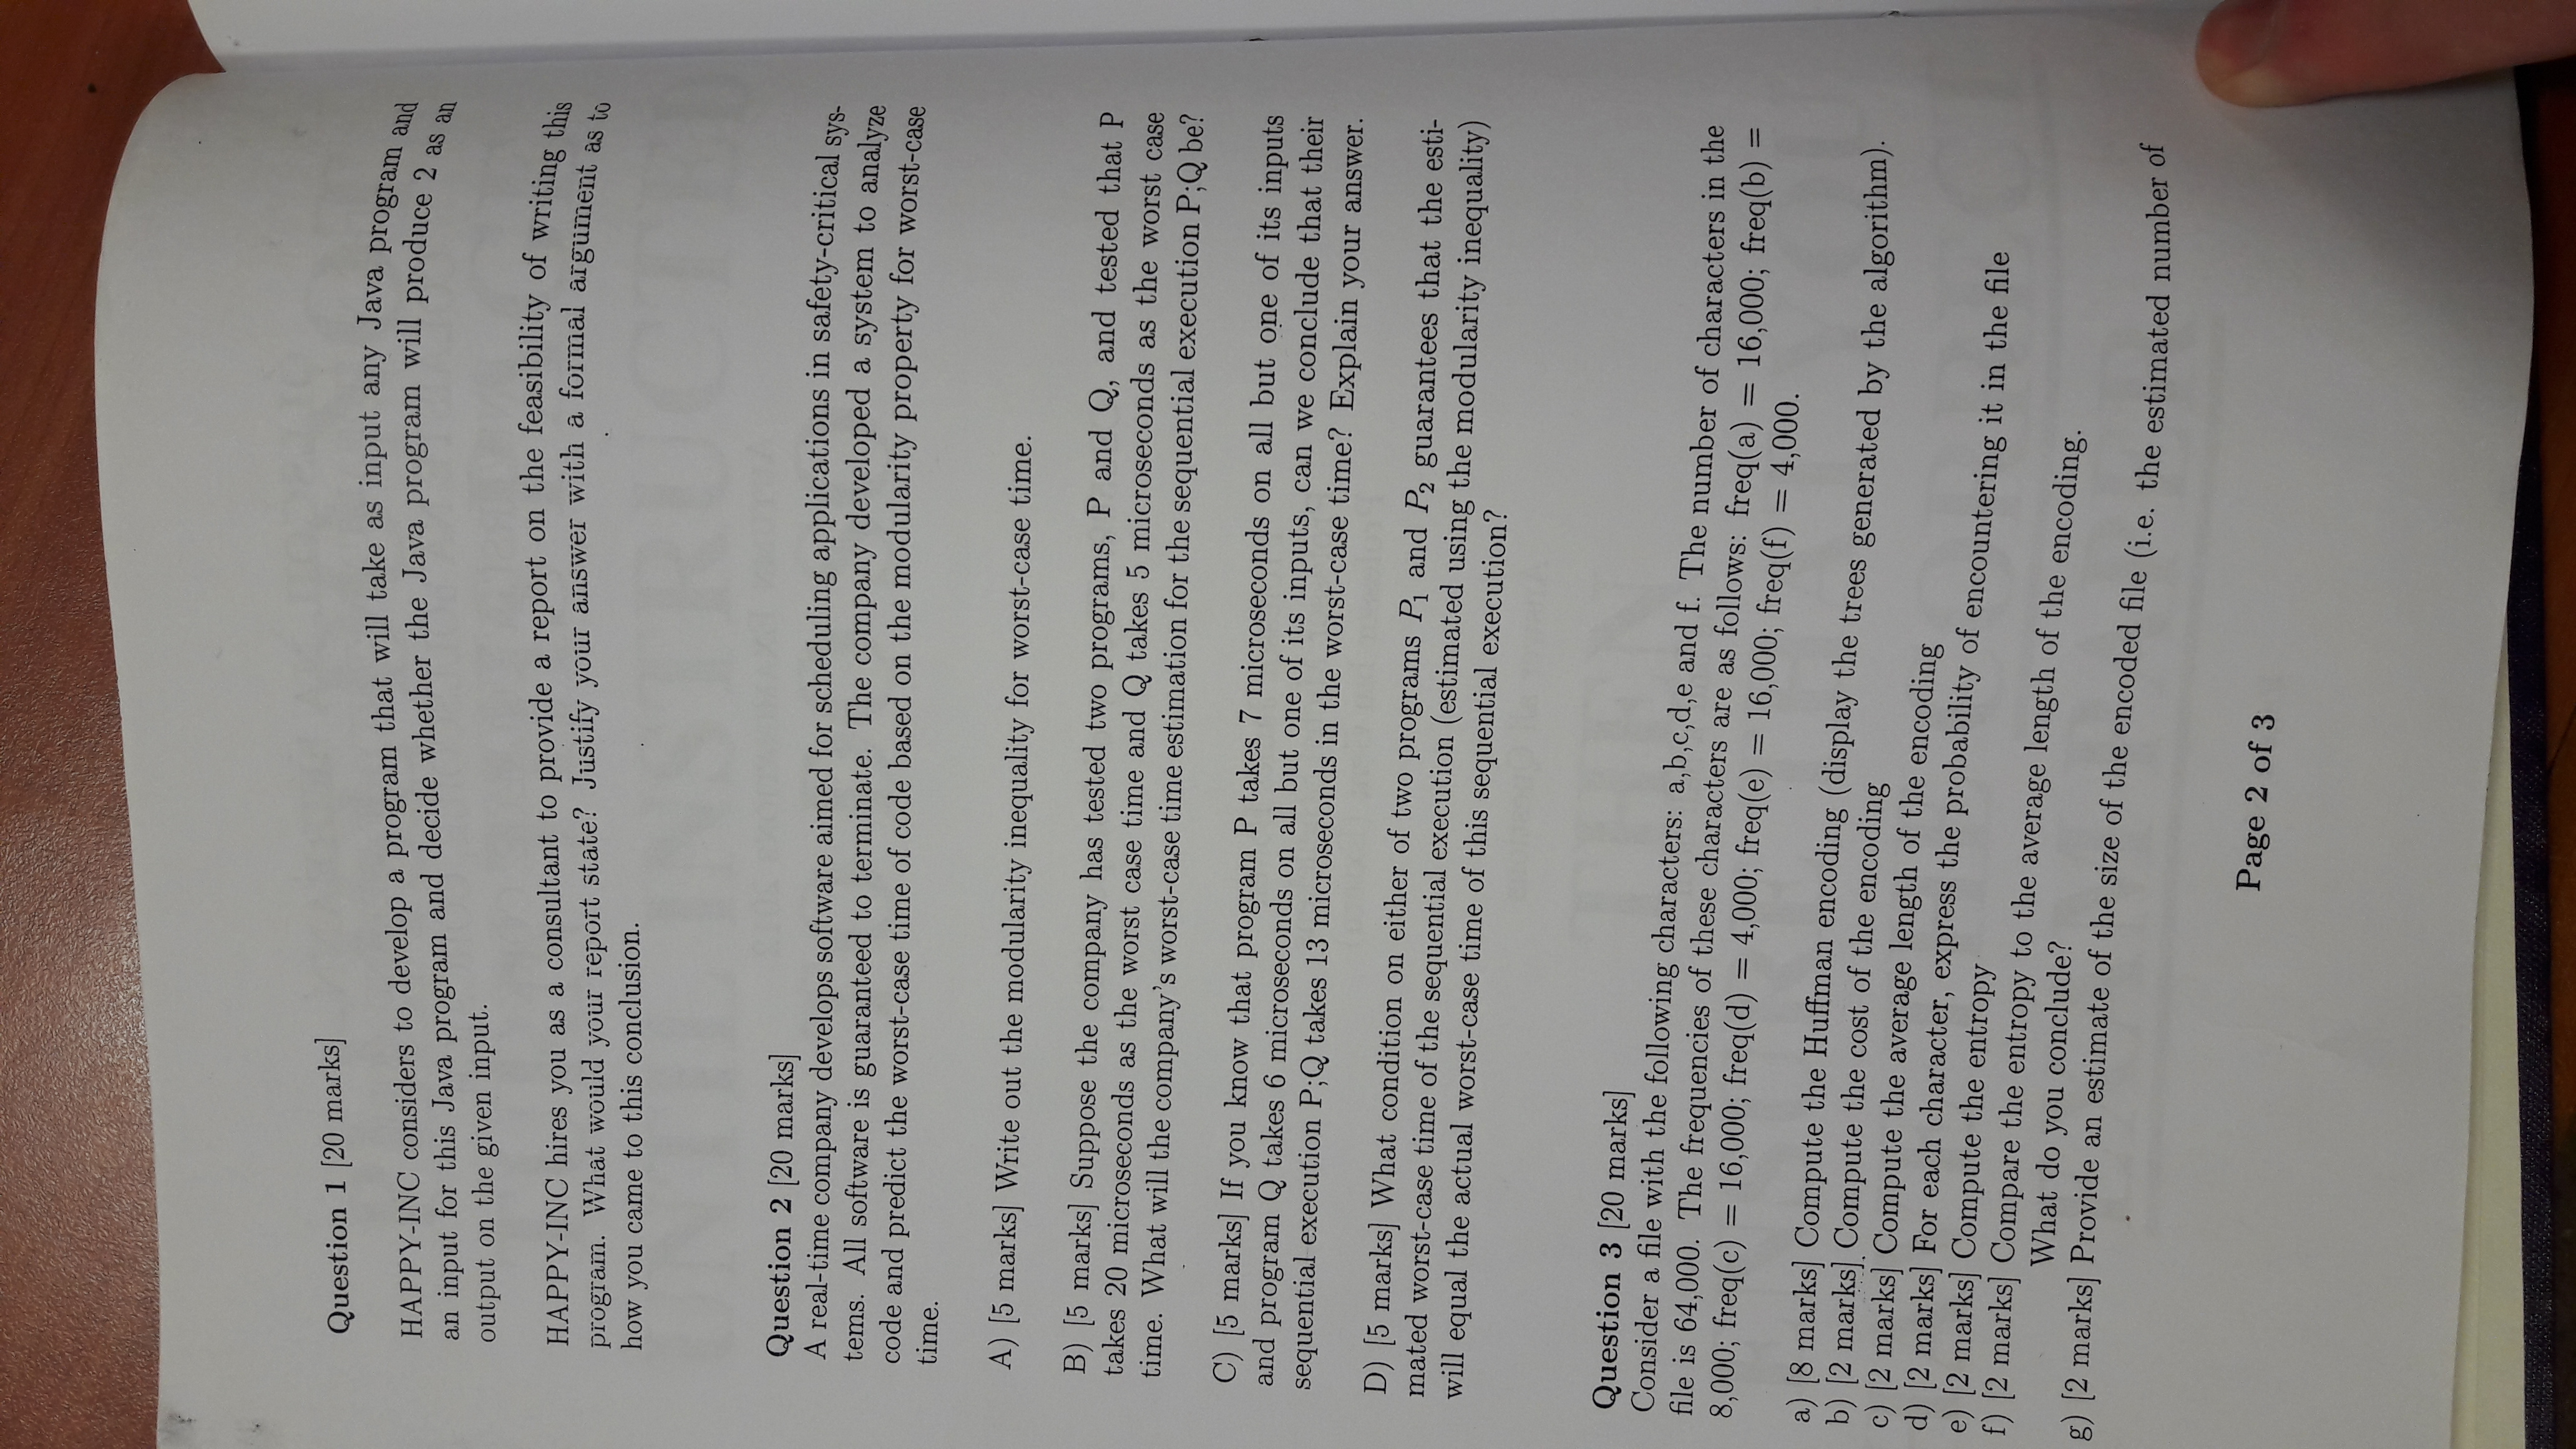 Question 1 [20 marks]
HAPPY-INC considers to develop a program that will take as input any Java program and
an input for this Java program and decide whether the Java program will produce 2 as an
output on the given input.
HAPPY-INC hires you as a consultant to provide a report on the feasibility of writing this
program. What would your report state? Justify your answer with a formal argument as to
how you came to this conclusion.
Question 2 [20 marks]
A real-time company develops software aimed for scheduling applications in safety-critical sys-
tems. All software is guaranteed to terminate. The company developed a system to analyze
code and predict the worst-case time of code based on the modularity property for worst-case
time.
A) [5 marks] Write out the modularity inequality for worst-case time.
B) [5 marks] Suppose the company has tested two programs, P and Q, and tested that P
takes 20 microseconds as the worst case time and Q takes 5 microseconds as the worst case
time. What will the company's worst-case time estimation for the sequential execution P;Q be?
C) [5 marks] If you know that program P takes 7 microseconds on all but one of its inputs
and program Q takes 6 microseconds on all but one of its inputs, can we conclude that their
sequential execution P;Q takes 13 microseconds in the worst-case time? Explain your answer.
D) [5 marks] What condition on either of two programs P₁ and P₂ guarantees that the esti-
mated worst-case time of the sequential execution (estimated using the modularity inequality)
will equal the actual worst-case time of this sequential execution?
Question 3 [20 marks]
Consider a file with the following characters: a,b,c,d,e and f. The number of characters in the
file is 64,000. The frequencies of these characters are as follows: freq(a) = 16,000; freq(b) =
8,000; freq(c) = 16,000; freq(d) = 4,000; freq(e) = 16,000; freq(f) = 4,000.
a) [8 marks] Compute the Huffman encoding (display the trees generated by the algorithm).
b) [2 marks] Compute the cost of the encoding
c) [2 marks] Compute the average length of the encoding
d) [2 marks] For each character, express the probability of encountering it in the file
e) [2 marks] Compute the entropy
f) [2 marks] Compare the entropy to the average length of the encoding.
What do you conclude?
g) [2 marks] Provide an estimate of the size of the encoded file (i.e. the estimated number of
Page 2 of 3